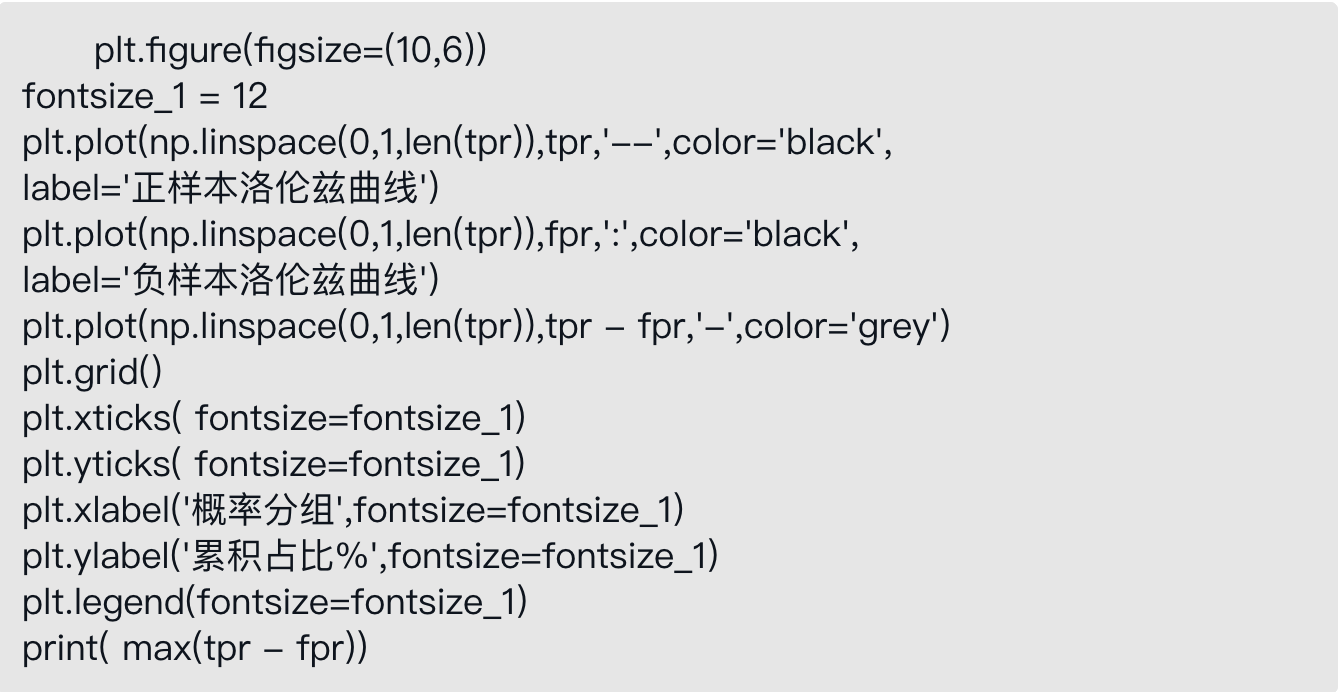 plt.figure(figsize=(10,6))
fontsize_1 = 12
plt.plot(np.linspace(0,1,len(tpr)),tpr,'--',color='black',
label='正样本洛伦兹曲线')
plt.plot(np.linspace(0,1,len(tpr)),fpr,':',color='black',
label='负样本洛伦兹曲线')
plt.plot(np.linspace(0,1,len(tpr)),tpr - fpr,'-',color='grey')
plt.grid()
plt.xticks( fontsize=fontsize_1)
plt.yticks( fontsize=fontsize_1)
plt.xlabel('概率分组',fontsize=fontsize_1)
plt.ylabel('累积占比%',fontsize=fontsize_1)
plt.legend(fontsize=fontsize_1)
print( max(tpr - fpr))